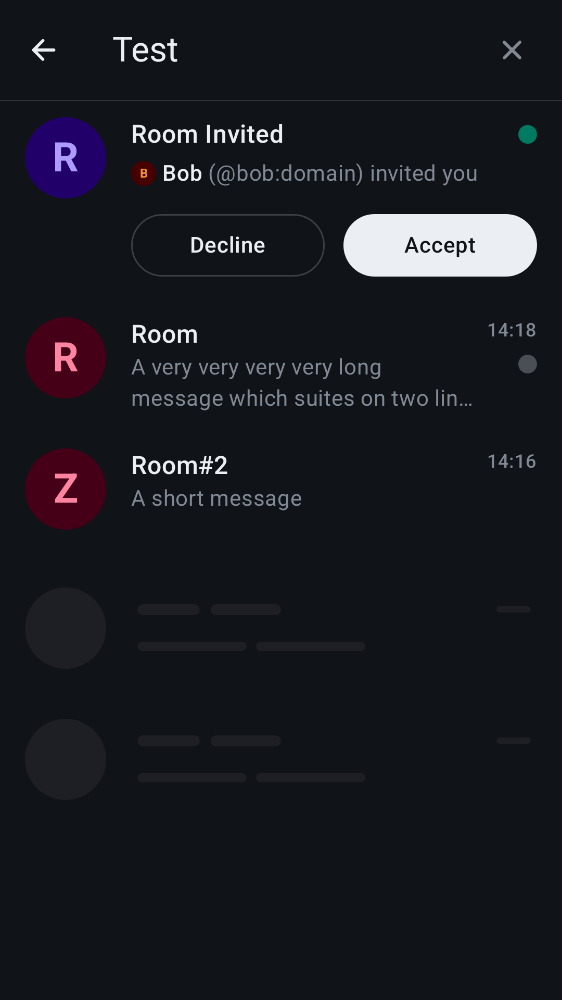 Test
R
Room Invited
B Bob (@bob:domain) invited you
Decline
Accept
R
Room
14:18
A very very very very long
message which suites on two lin…
Z
Room#2
14:16
A short message